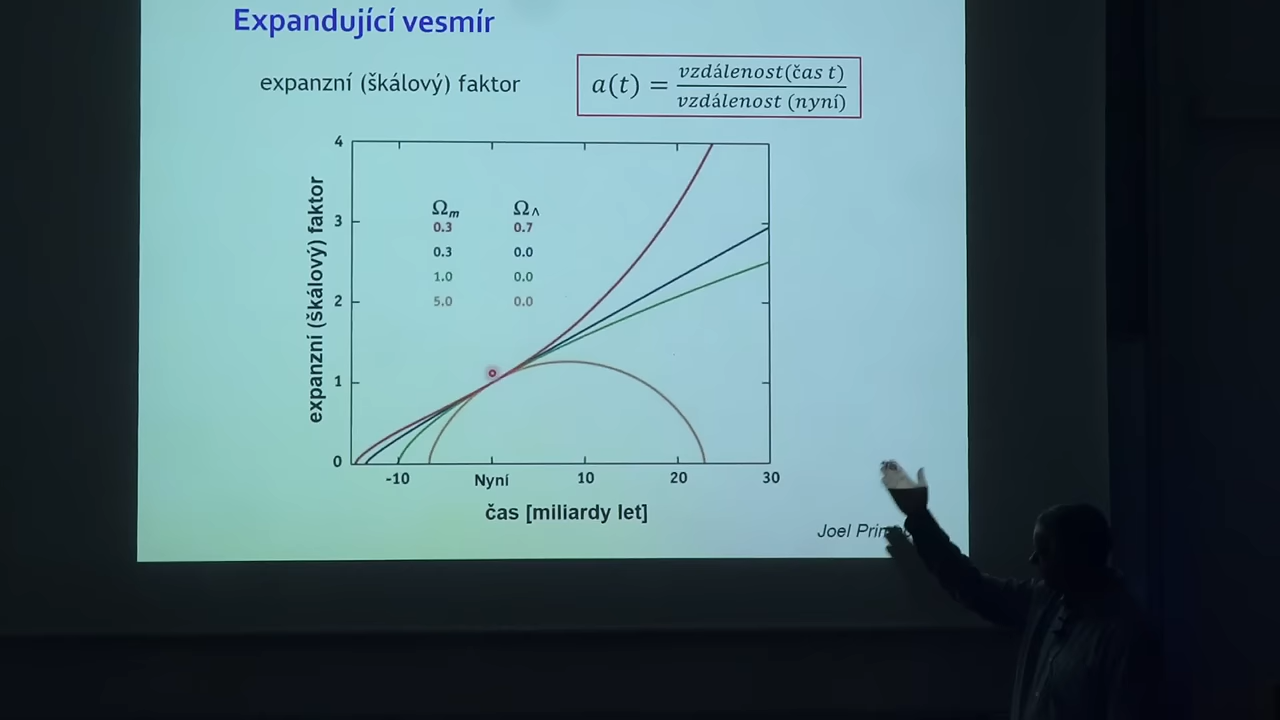 Expandující vesmír
expanzní (škálový) faktor
a(t) = vzdálenost(čas t)
vzdálenost (nyní)
4
3
2
1
0
expanzní (škálový) faktor
Ωm ΩΛ
0.3 0.7
0.3 0.0
1.0 0.0
5.0 0.0
-10 Nyní 10 20 30
čas [miliardy let]
Joel